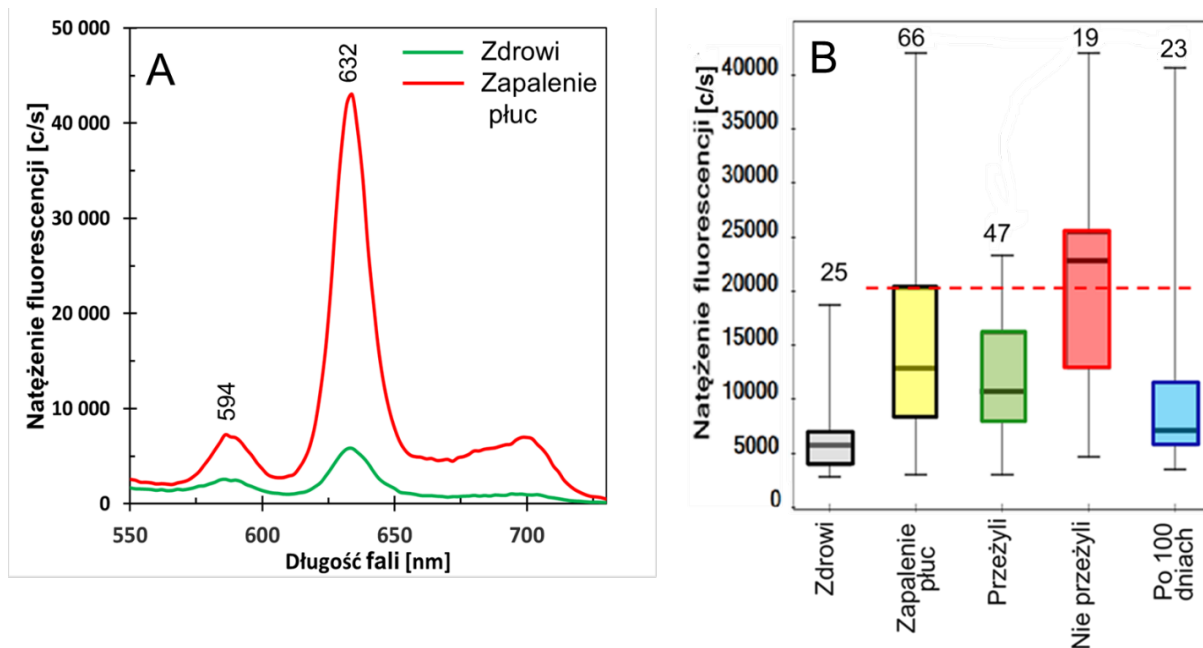 A
Natężenie fluorescencji [c/s]
50 000
40 000
30 000
20 000
10 000
0
550
600
650
700
Długość fali [nm]
594
632
Zdrowi
Zapalenie
płuc
B
Natężenie fluorescencji [c/s]
40000
35000
30000
25000
20000
15000
10000
5000
0
25
66
47
19
23
Zdrowi
Zapalenie
płuc
Przeżyli
Nie przeżyli
Po 100
dniach